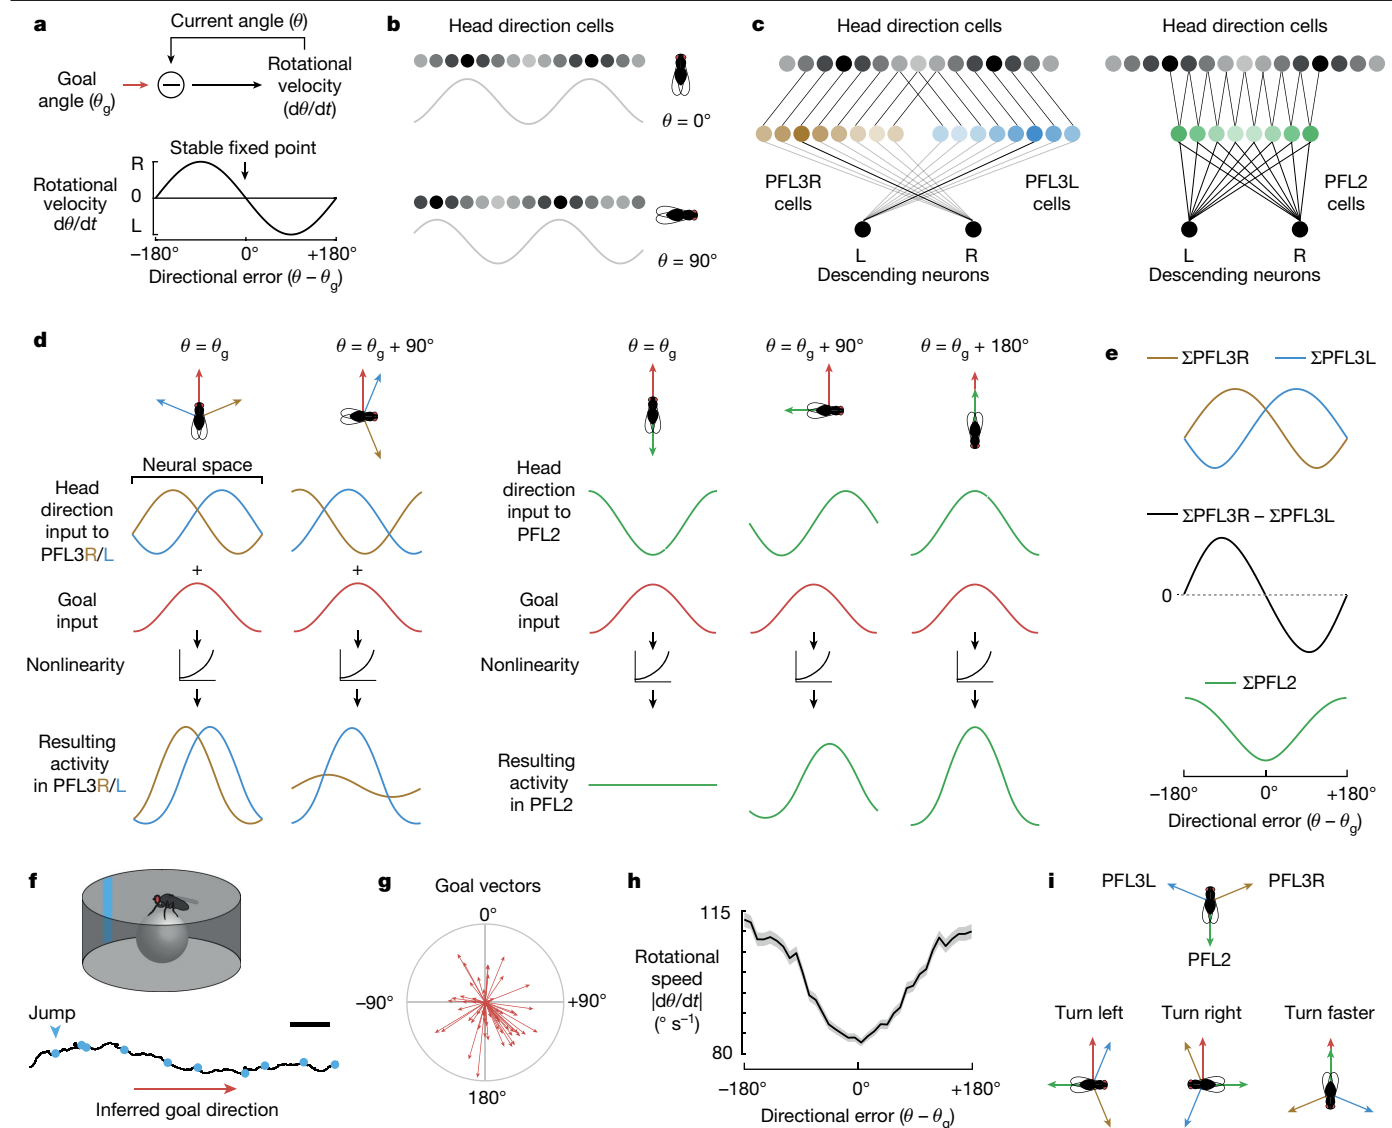 a
Current angle (θ)
Goal
angle (θg)
Rotational
velocity
(dθ/dt)
Stable fixed point
Rotational
velocity
dθ/dt
R
0
L
−180°
0°
+180°
Directional error (θ − θg)
b
Head direction cells
θ = 0°
θ = 90°
c
Head direction cells
Head direction cells
PFL3R
cells
PFL3L
cells
PFL2
cells
L
R
Descending neurons
L
R
Descending neurons
d
θ = θg
θ = θg + 90°
θ = θg
θ = θg + 90°
θ = θg + 180°
Neural space
Head
direction
input to
PFL3R/L
Head
direction
input to
PFL2
+
+
Goal
input
Goal
input
Nonlinearity
Nonlinearity
Resulting
activity
in PFL3R/L
Resulting
activity
in PFL2
e
ΣPFL3R
ΣPFL3L
ΣPFL3R − ΣPFL3L
0
ΣPFL2
−180°
0°
+180°
Directional error (θ − θg)
f
Jump
Inferred goal direction
g
Goal vectors
0°
−90°
+90°
180°
h
Rotational
speed
|dθ/dt|
(° s−1)
115
80
−180°
0°
+180°
Directional error (θ − θg)
i
PFL3L
PFL3R
PFL2
Turn left
Turn right
Turn faster